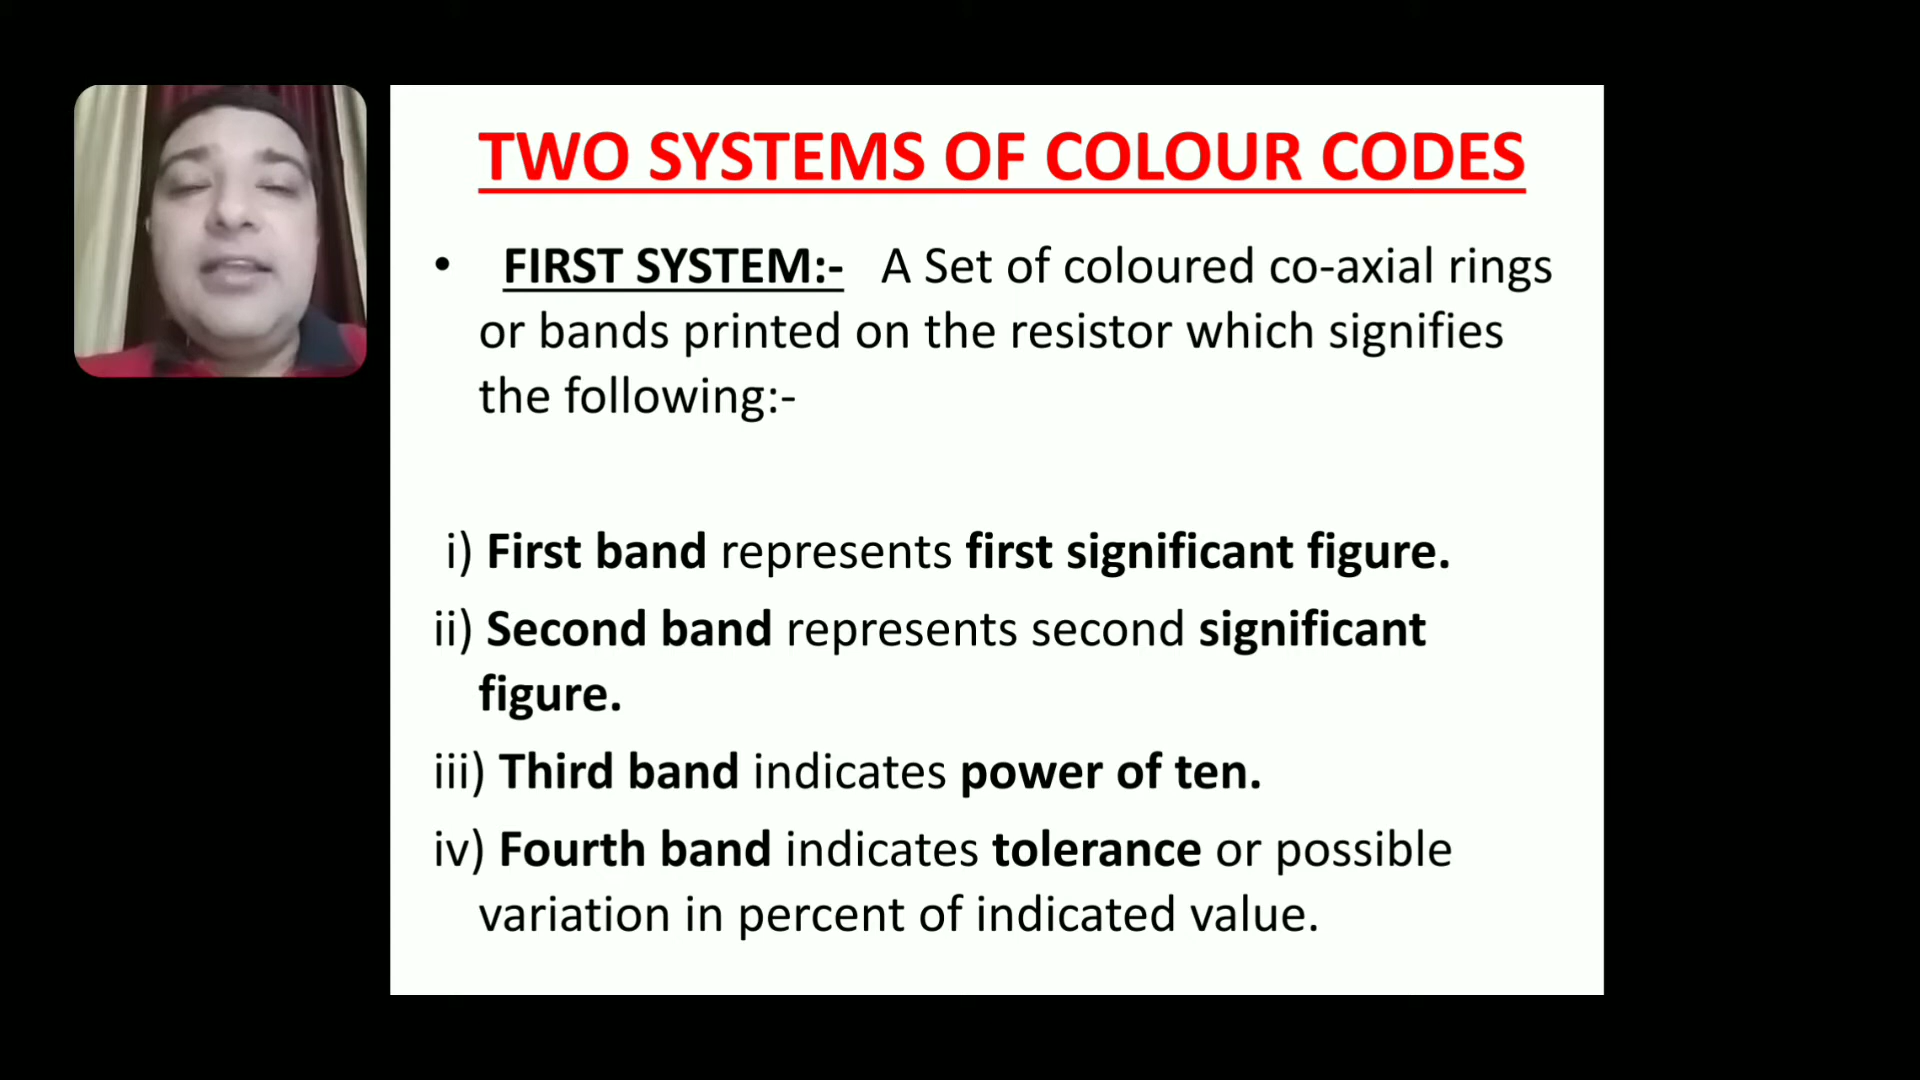 TWO SYSTEMS OF COLOUR CODES
• FIRST SYSTEM:- A Set of coloured co-axial rings
or bands printed on the resistor which signifies
the following:-
i) First band represents first significant figure.
ii) Second band represents second significant
figure.
iii) Third band indicates power of ten.
iv) Fourth band indicates tolerance or possible
variation in percent of indicated value.